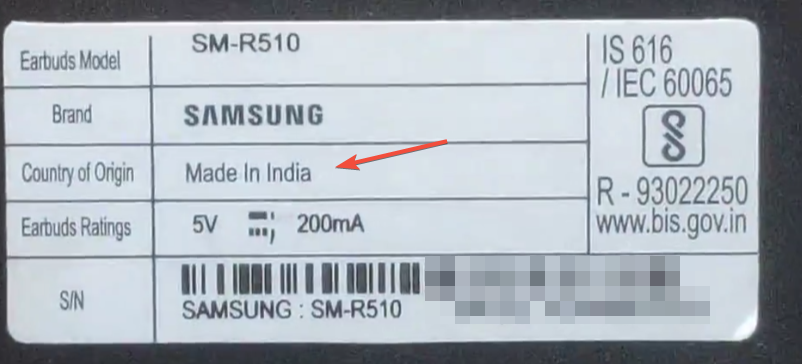 Earbuds Model SM-R510
Brand SAMSUNG
Country of Origin Made In India
Earbuds Ratings 5V 200mA
S/N
SAMSUNG : SM-R510
IS 616
/ IEC 60065
R - 93022250
www.bis.gov.in